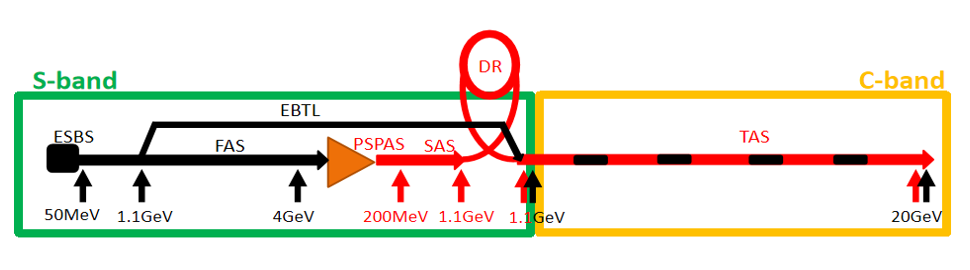 DR
S-band
C-band
EBTL
ESBS
FAS
PSPAS
SAS
TAS
50MeV
1.1GeV
4GeV
200MeV
1.1GeV
1.1GeV
20GeV